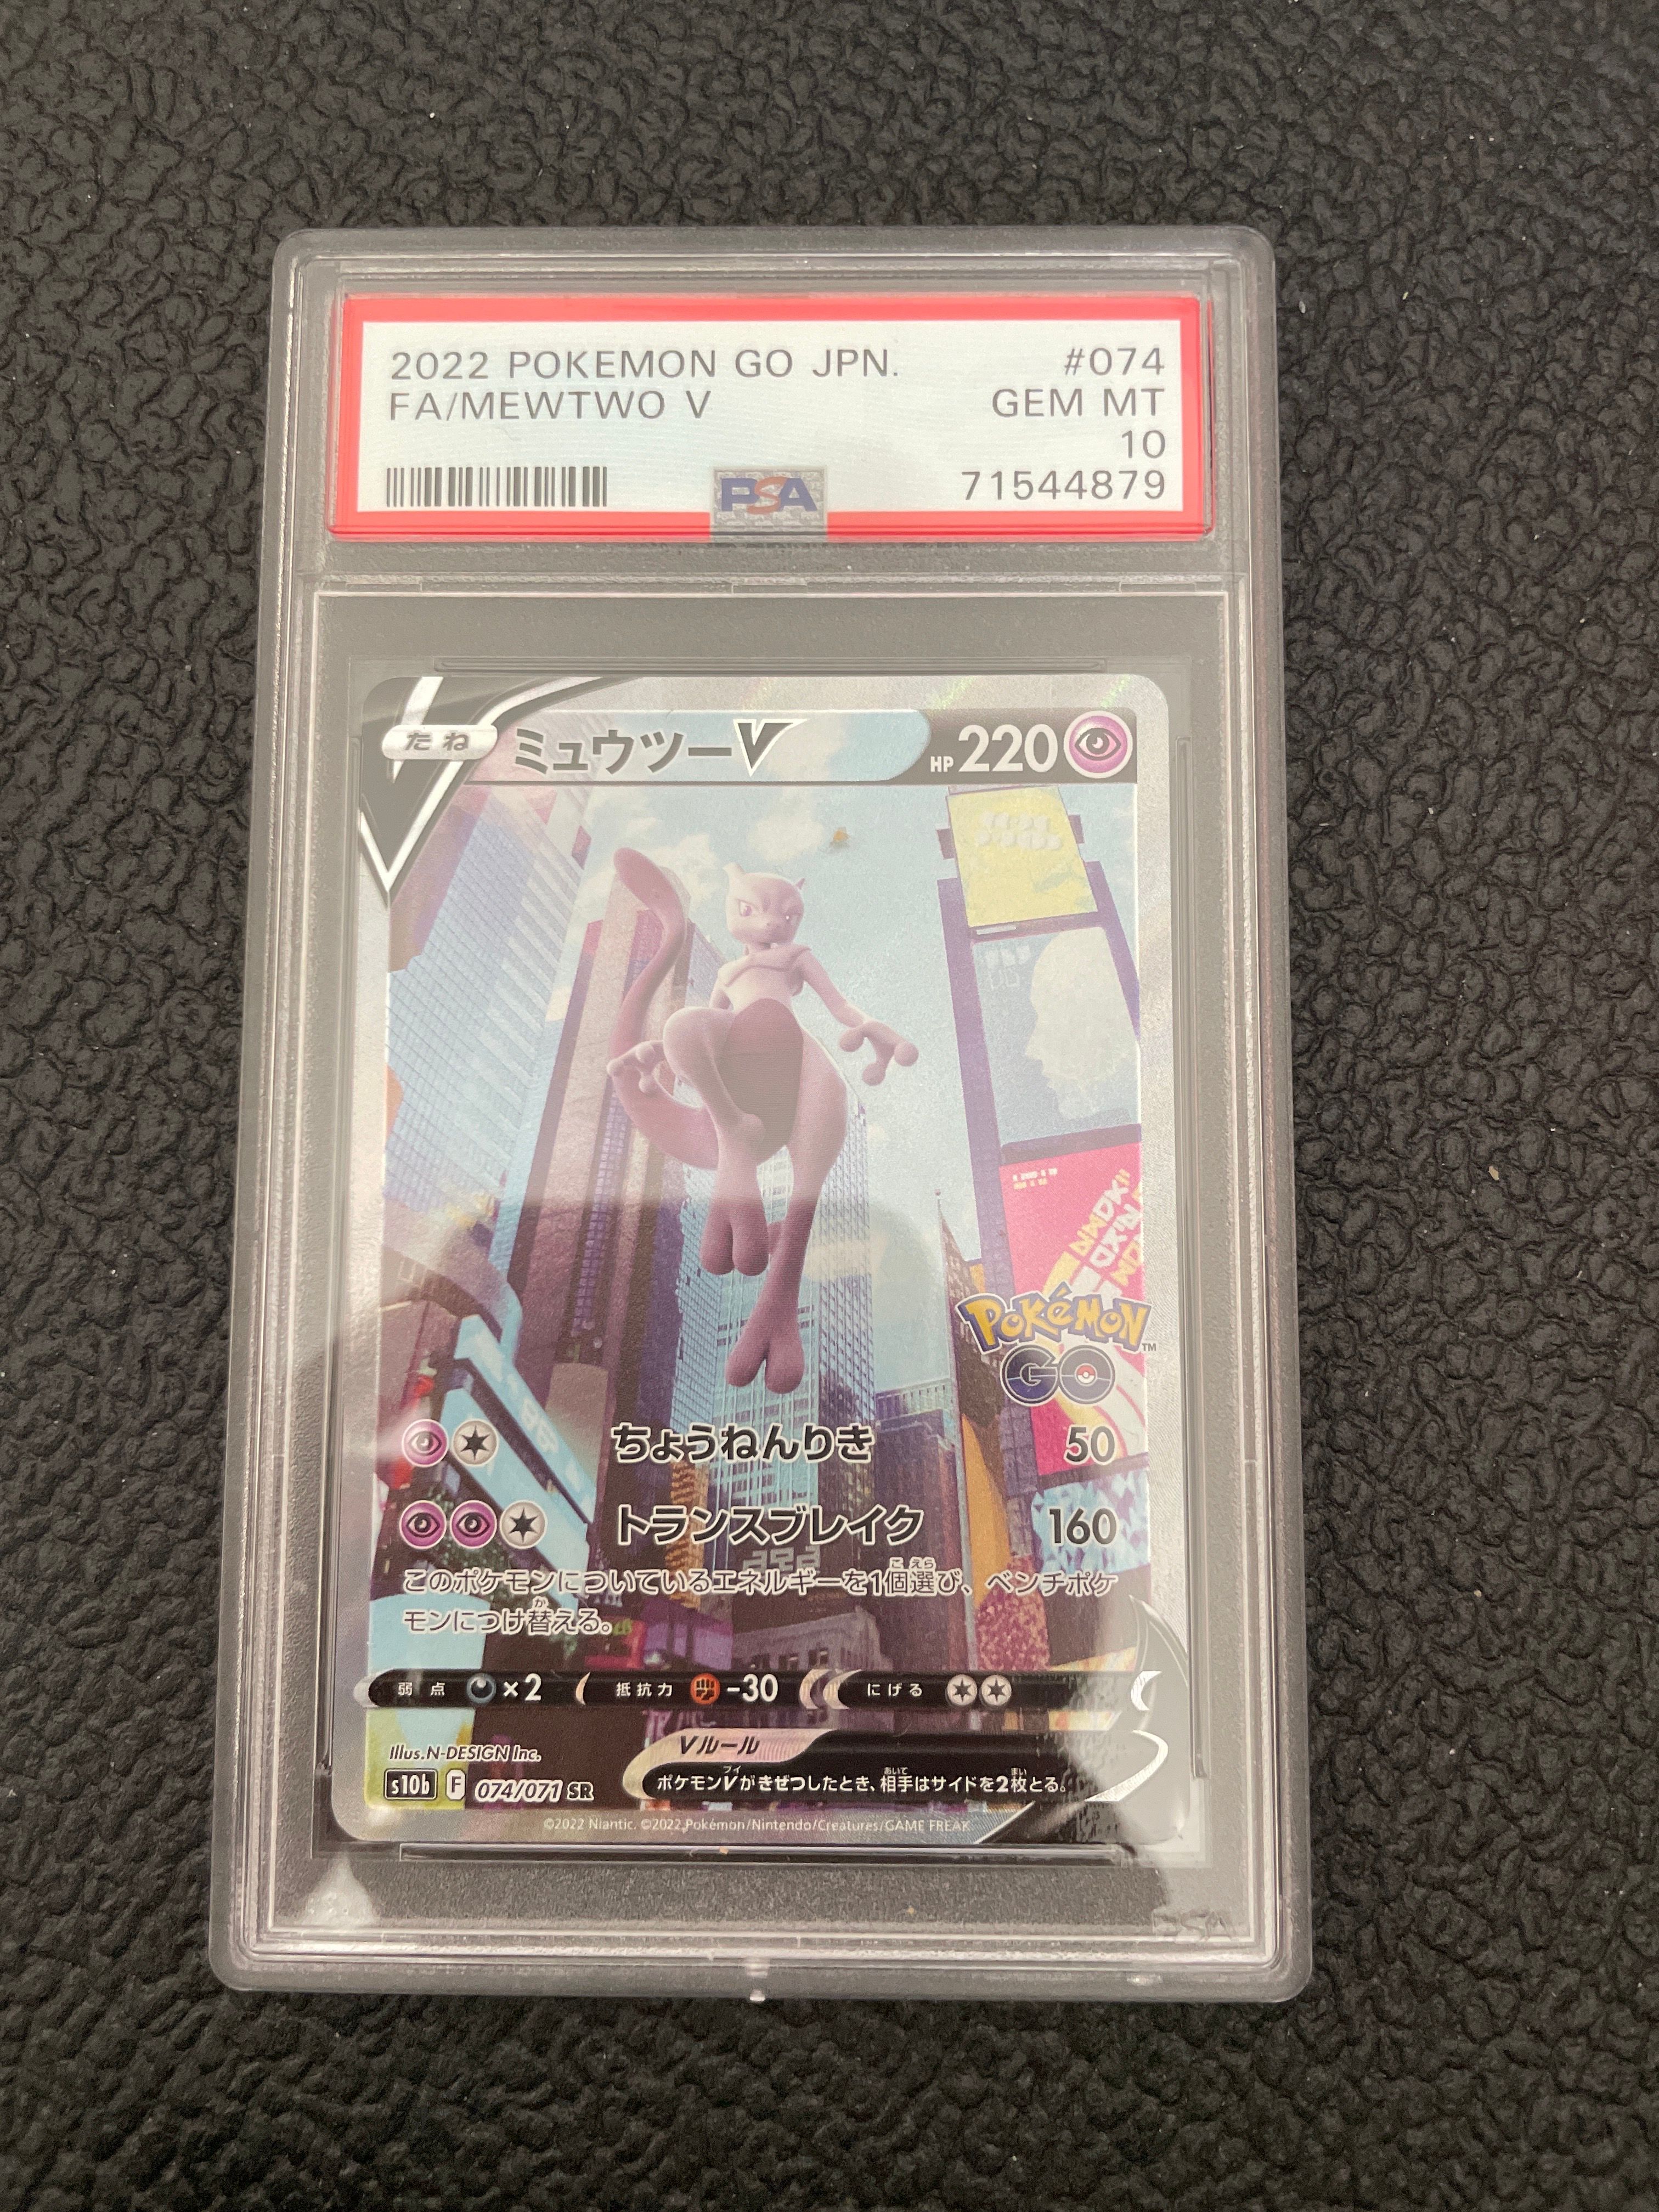 2022 POKEMON GO JPN. #074
FA/MEWTWO V GEM MT
10
PSA 71544879
たね ミュウツーV HP 220
POKéMON™
GO
ちょうねんりき 50
トランスブレイク 160
このポケモンについているエネルギーを1個選び、ベンチポケ
モンにつけ替える。
弱点 ×2 抵抗力 -30 にげる
Illus.N-DESIGN Inc.
Vルール
s10b F 074/071 SR ポケモンVがきぜつしたとき、相手はサイドを2枚とる。
©2022 Niantic. ©2022 Pokémon/Nintendo/Creatures/GAME FREAK.
PSA